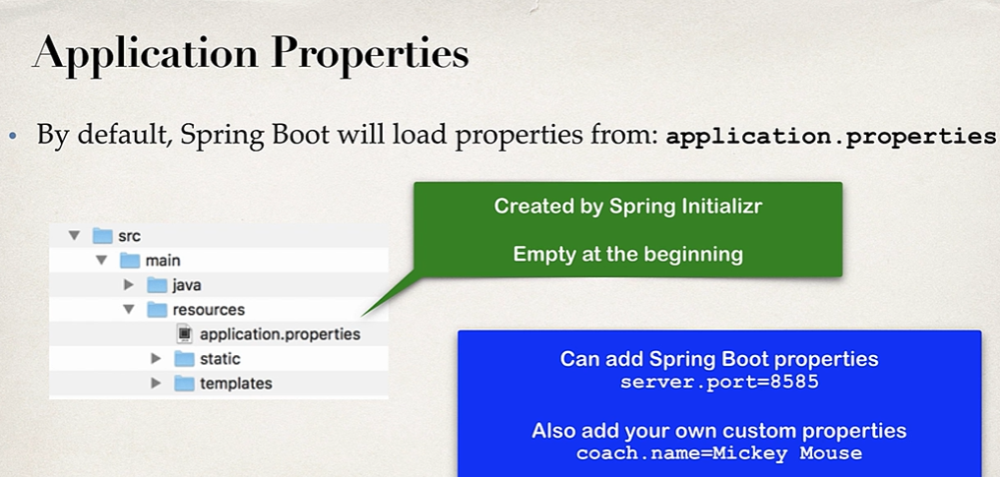 Application Properties
• By default, Spring Boot will load properties from: application.properties
Created by Spring Initializr
Empty at the beginning
src
main
java
resources
application.properties
static
templates
Can add Spring Boot properties
server.port=8585
Also add your own custom properties
coach.name=Mickey Mouse